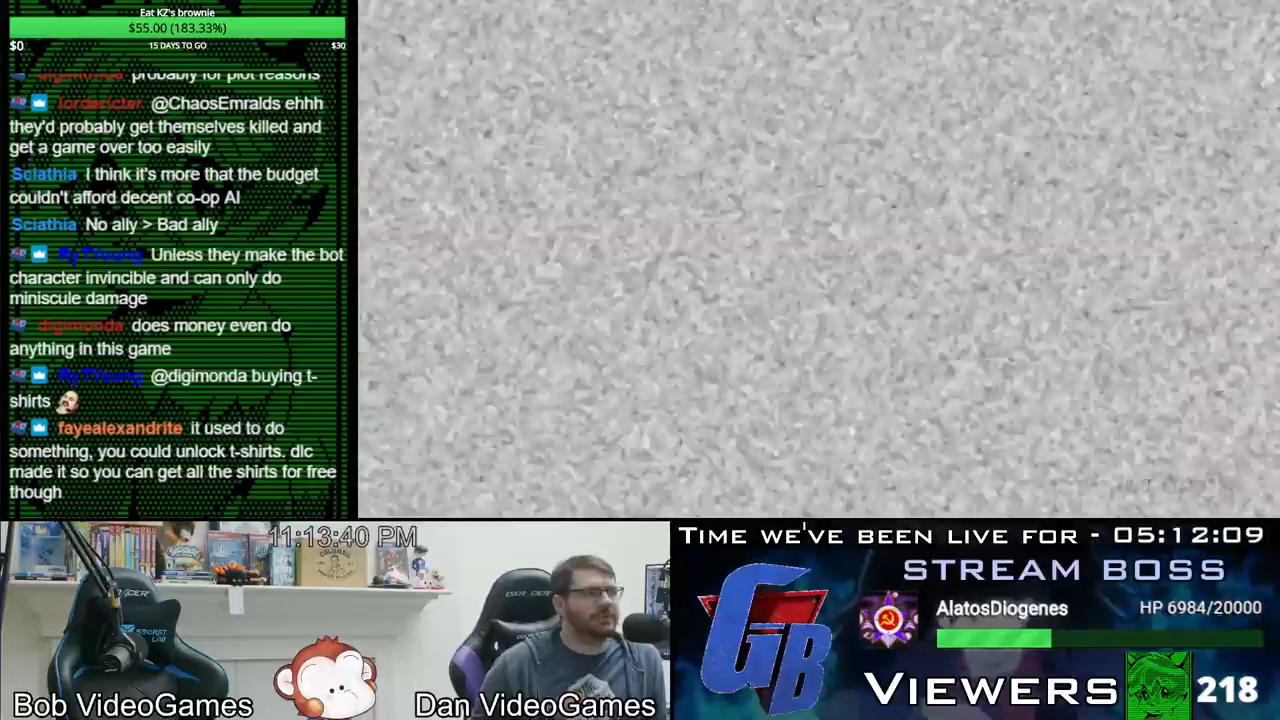 Eat KZ's brownie
$55.00 (183.33%)
$0 15 DAYS TO GO $30
digimonda probably for plot reasons
lordericter @ChaosEmralds ehhh
they'd probably get themselves killed and
get a game over too easily
Sciathia I think it's more that the budget
couldn't afford decent co-op AI
Sciathia No ally > Bad ally
RyTYoung Unless they make the bot
character invincible and can only do
miniscule damage
digimonda does money even do
anything in this game
RyTYoung @digimonda buying t-
shirts
fayealexandrite it used to do
something, you could unlock t-shirts. dlc
made it so you can get all the shirts for free
though
11:13:40 PM
Bob VideoGames
Dan VideoGames
TIME WE'VE BEEN LIVE FOR - 05:12:09
STREAM BOSS
AlatosDiogenes HP 6984/20000
GB
VIEWERS 218